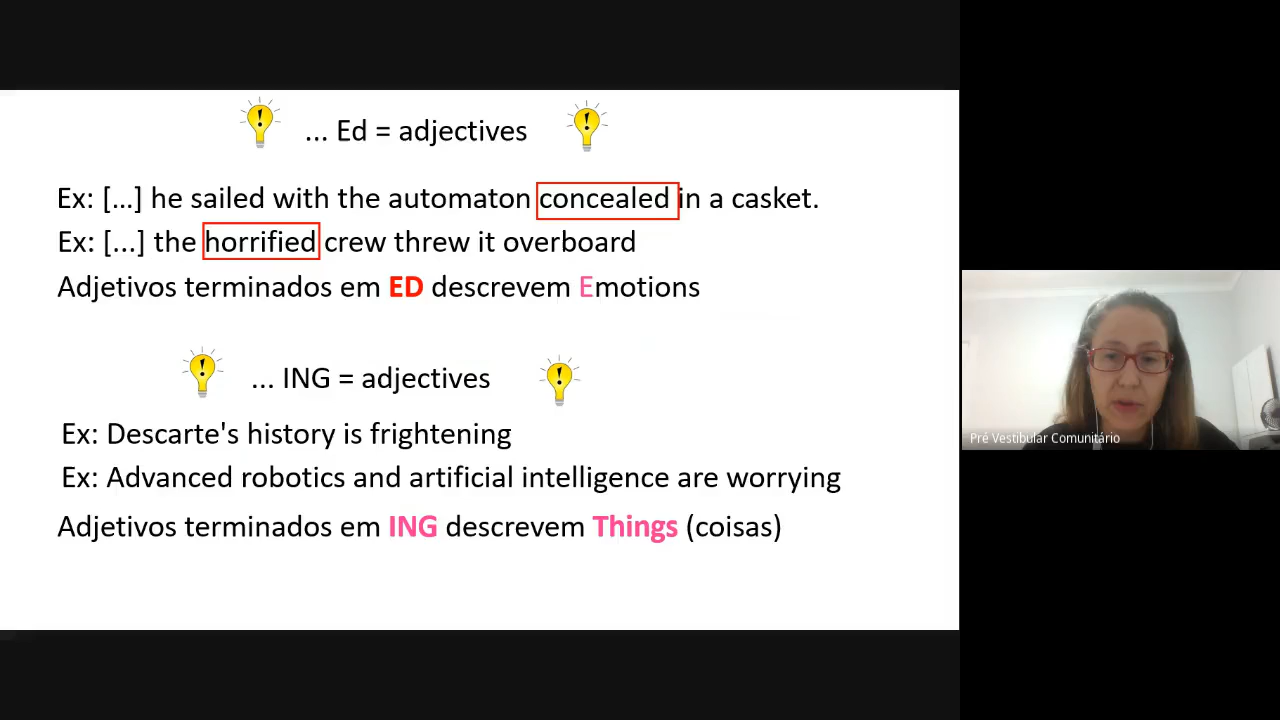 ... Ed = adjectives
Ex: [...] he sailed with the automaton concealed in a casket.
Ex: [...] the horrified crew threw it overboard
Adjetivos terminados em ED descrevem Emotions
... ING = adjectives
Ex: Descarte's history is frightening
Ex: Advanced robotics and artificial intelligence are worrying
Adjetivos terminados em ING descrevem Things (coisas)
Pré Vestibular Comunitário